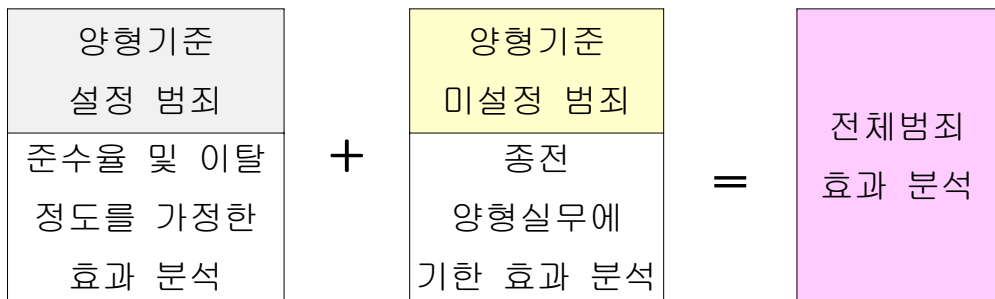 양형기준
설정 범죄
준수율 및 이탈
정도를 가정한
효과 분석
+
양형기준
미설정 범죄
종전
양형실무에
기한 효과 분석
=
전체범죄
효과 분석